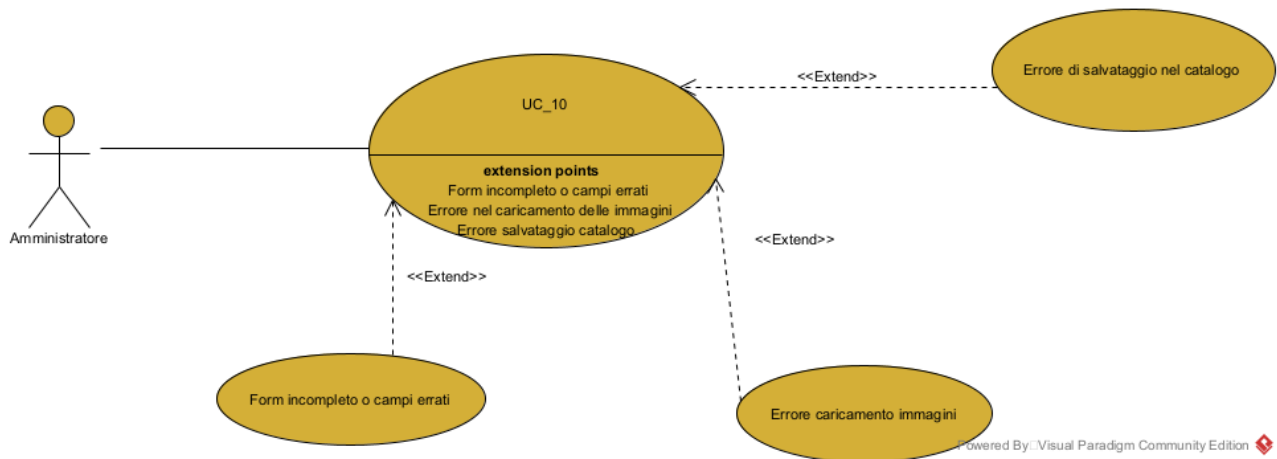 Errore di salvataggio nel catalogo
<<Extend>>
UC_10
extension points
Form incompleto o campi errati
Errore nel caricamento delle immagini
Errore salvataggio catalogo
Amministratore
<<Extend>>
<<Extend>>
Form incompleto o campi errati
Errore caricamento immagini
Powered By Visual Paradigm Community Edition